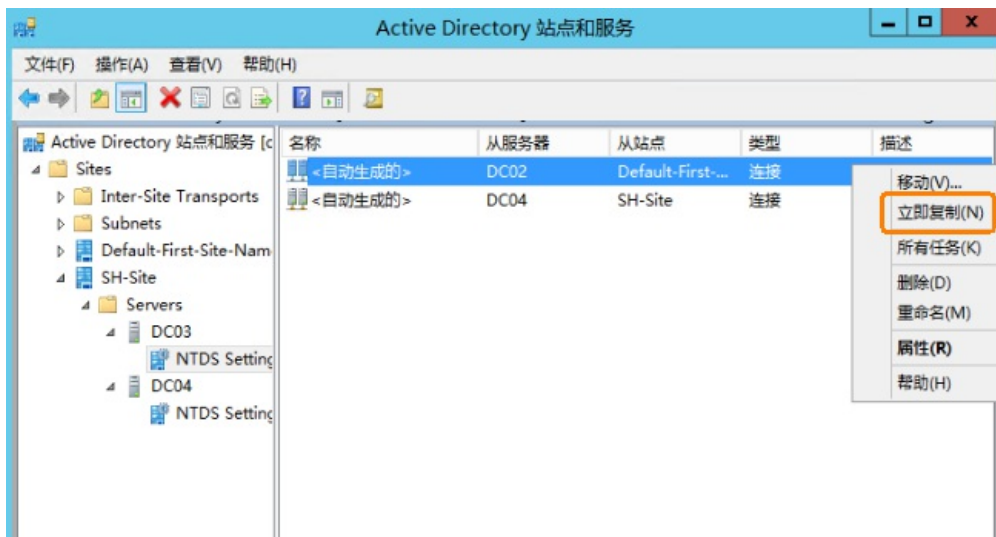 Active Directory 站点和服务
文件(F) 操作(A) 查看(V) 帮助(H)
Active Directory 站点和服务 [c
Sites
Inter-Site Transports
Subnets
Default-First-Site-Nam
SH-Site
Servers
DC03
NTDS Setting
DC04
NTDS Setting
名称 从服务器 从站点 类型 描述
<自动生成的> DC02 Default-First-... 连接
<自动生成的> DC04 SH-Site 连接
移动(V)...
立即复制(N)
所有任务(K)
删除(D)
重命名(M)
属性(R)
帮助(H)